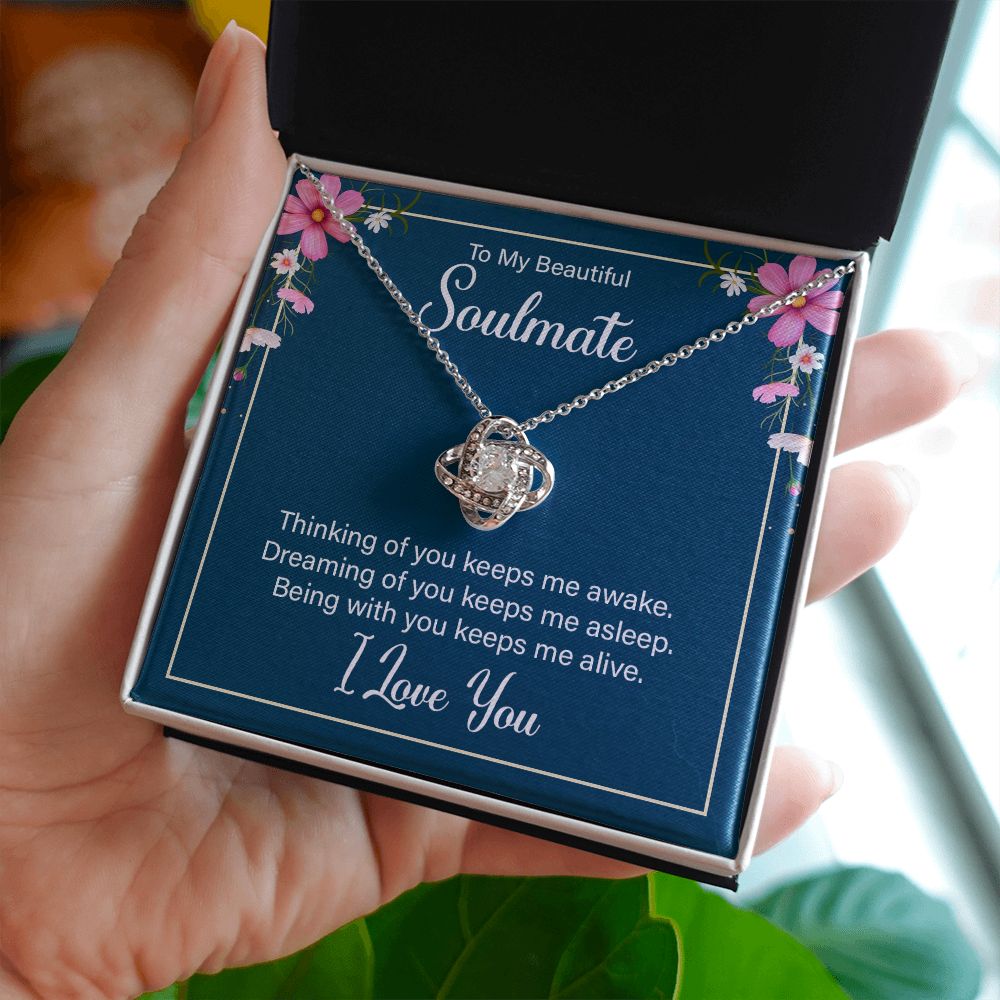 To My Beautiful
Soulmate
Thinking of you keeps me awake.
Dreaming of you keeps me asleep.
Being with you keeps me alive.
I Love You